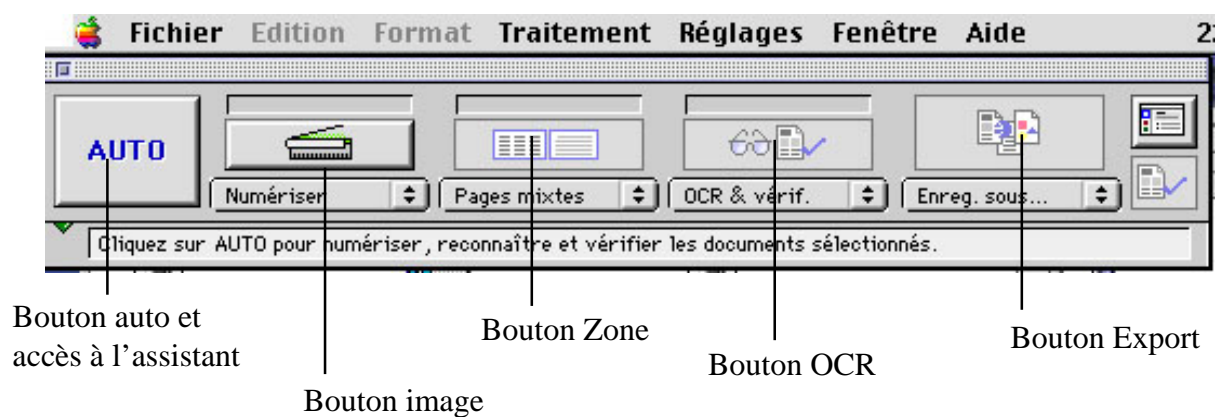 Fichier Edition Format Traitement Réglages Fenêtre Aide
AUTO
Numériser Pages mixtes OCR & vérif. Enreg. sous...
Cliquez sur AUTO pour numériser, reconnaître et vérifier les documents sélectionnés.
Bouton auto et
accès à l’assistant
Bouton image
Bouton Zone
Bouton OCR
Bouton Export